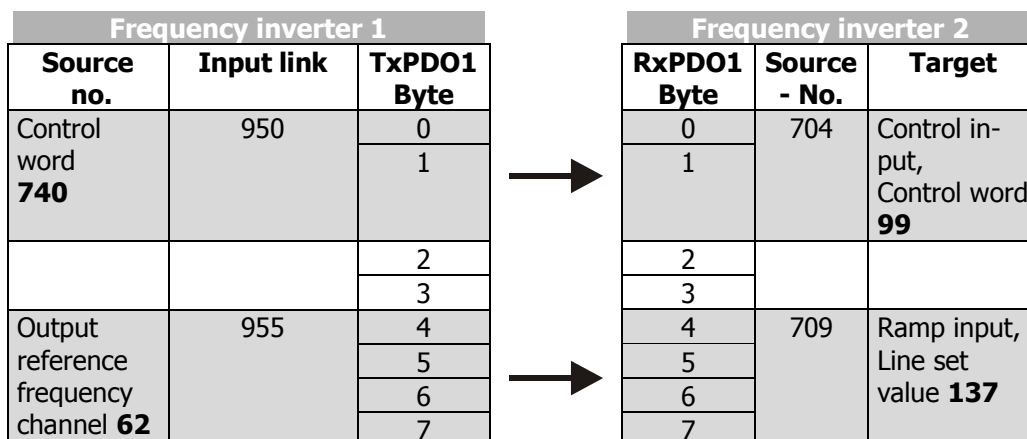 Frequency inverter 1
Source no. Input link TxPDO1 Byte
Control word 740 950 0
1
2
3
Output reference frequency channel 62 955 4
5
6
7
Frequency inverter 2
RxPDO1 Byte Source - No. Target
0 704 Control in-put, Control word 99
1
2
3
4 709 Ramp input, Line set value 137
5
6
7